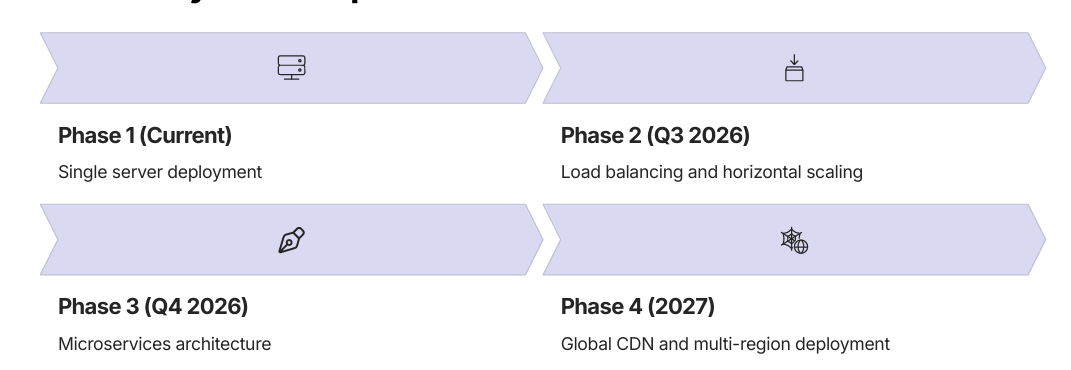 Phase 1 (Current)
Single server deployment
Phase 2 (Q3 2026)
Load balancing and horizontal scaling
Phase 3 (Q4 2026)
Microservices architecture
Phase 4 (2027)
Global CDN and multi-region deployment